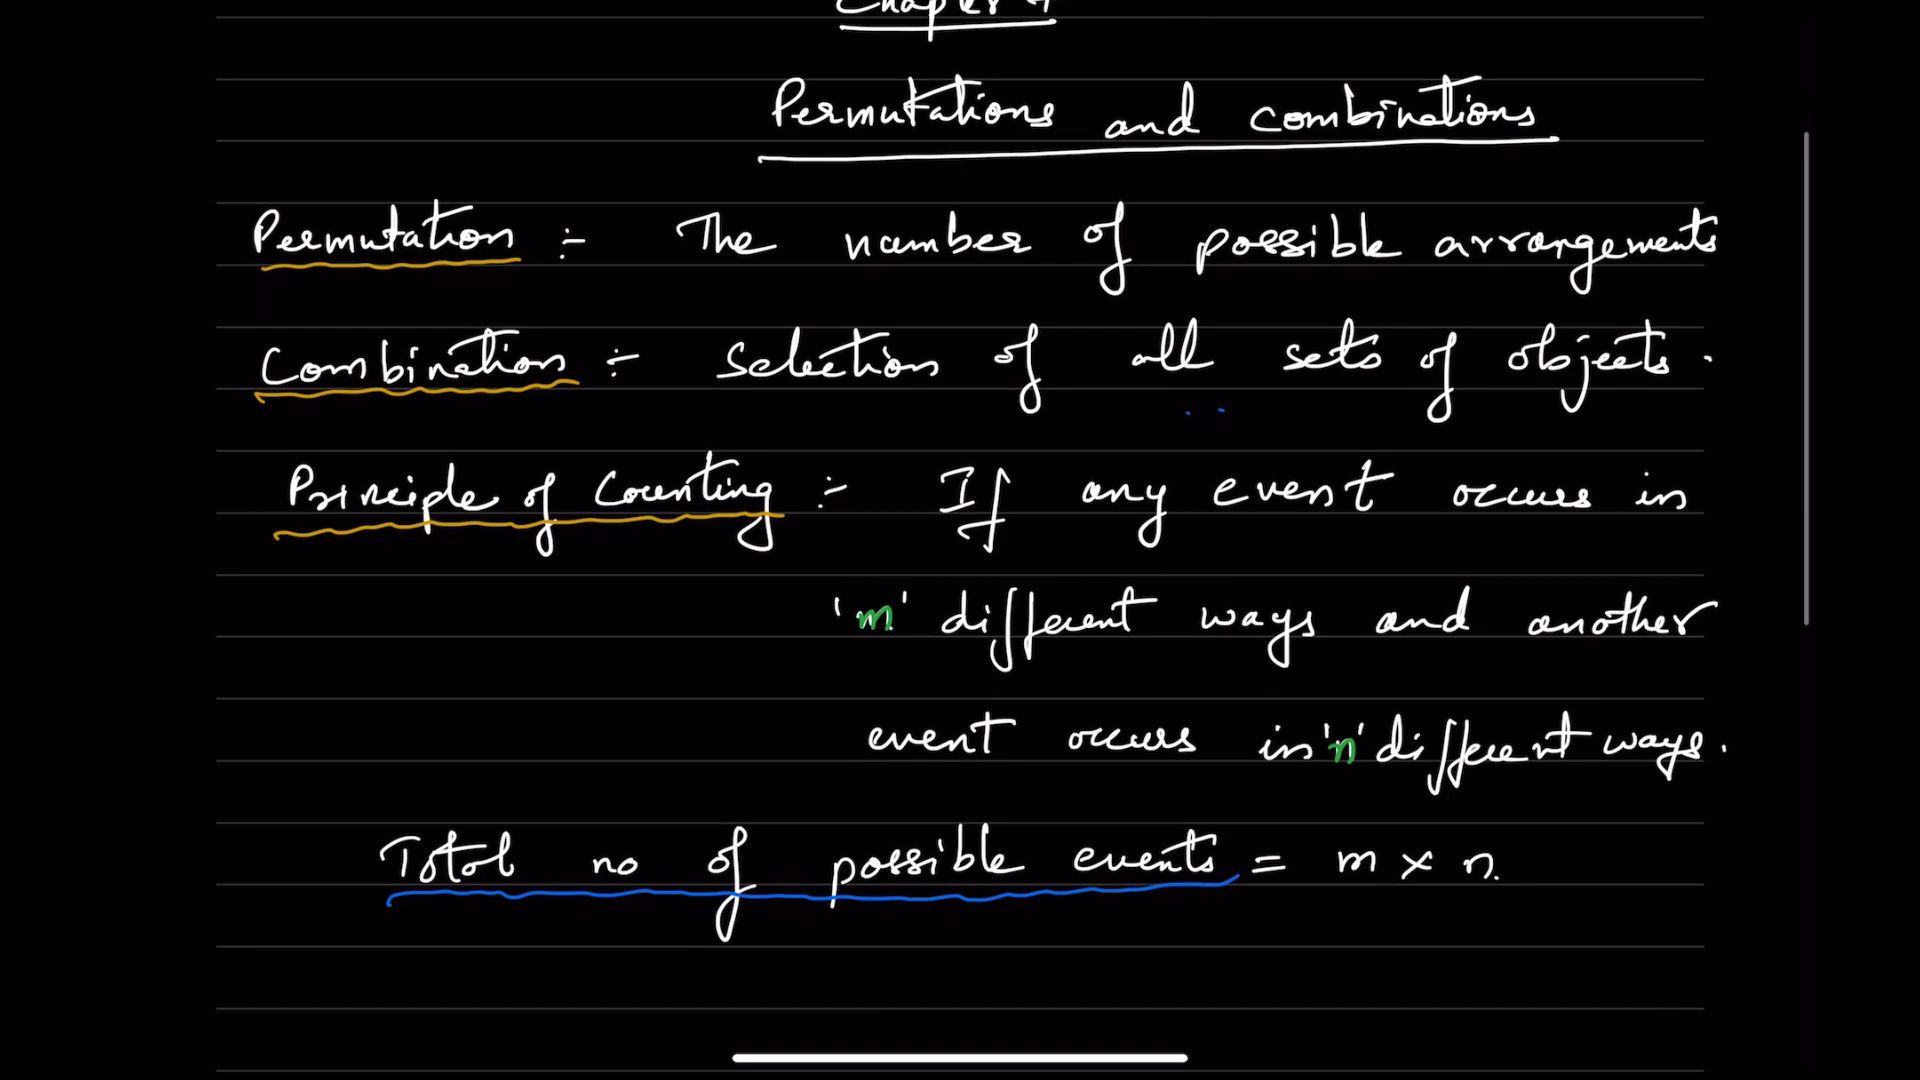 Chapter
Permutations and combinations
Permutation :- The number of possible arrangements
Combination :- Selection of all sets of objects.
Principle of Counting :- If any event occurs in
'm' different ways and another
event occurs in 'n' different ways.
Total no of possible events = m × n.